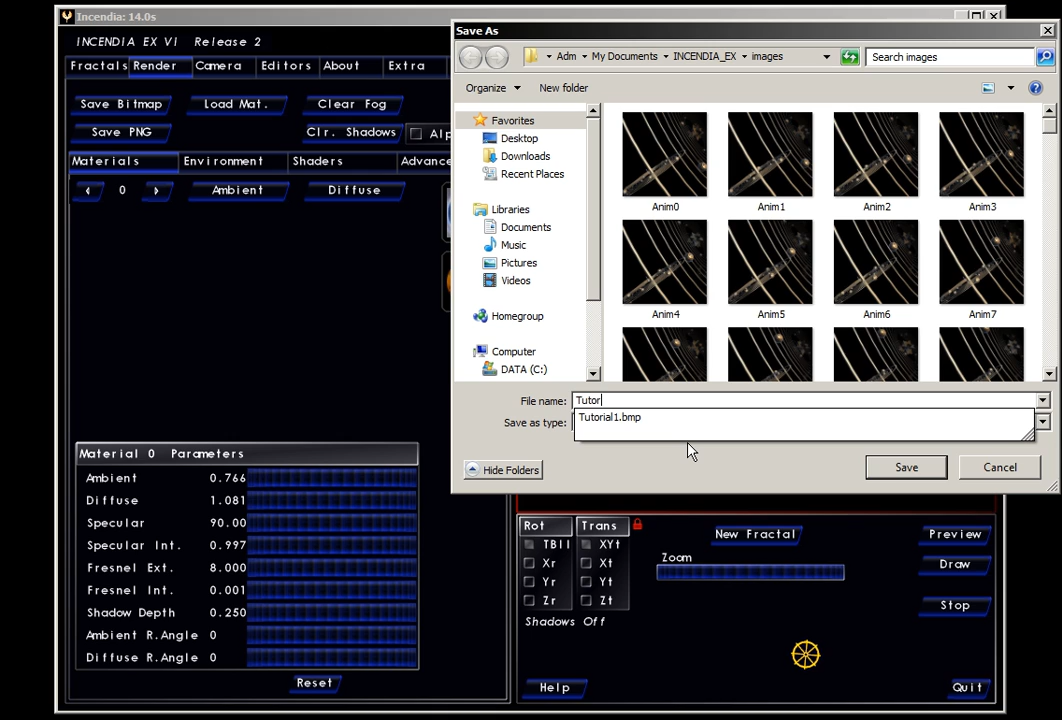 Incendia: 14.0s
INCENDIA EX VI Release 2
Fractals Render Camera Editors About Extra
Save Bitmap Load Mat. Clear Fog
Save PNG Clr. Shadows
Materials Environment Shaders
0 Ambient Diffuse
Material 0 Parameters
Ambient 0.766
Diffuse 1.081
Specular 90.00
Specular Int. 0.997
Fresnel Ext. 8.000
Fresnel Int. 0.001
Shadow Depth 0.250
Ambient R.Angle 0
Diffuse R.Angle 0
Reset
Save As
Adm My Documents INCENDIA_EX images
Search images
Organize New folder
Favorites
Desktop
Downloads
Recent Places
Libraries
Documents
Music
Pictures
Videos
Homegroup
Computer
DATA (C:)
Anim0 Anim1 Anim2 Anim3
Anim4 Anim5 Anim6 Anim7
File name: Tutor
Tutorial1.bmp
Save as type:
Hide Folders Save Cancel
Rot Trans
TBll XYt
Xr Xt
Yr Yt
Zr Zt
Shadows Off
New Fractal
Zoom
Preview
Draw
Stop
Help Quit